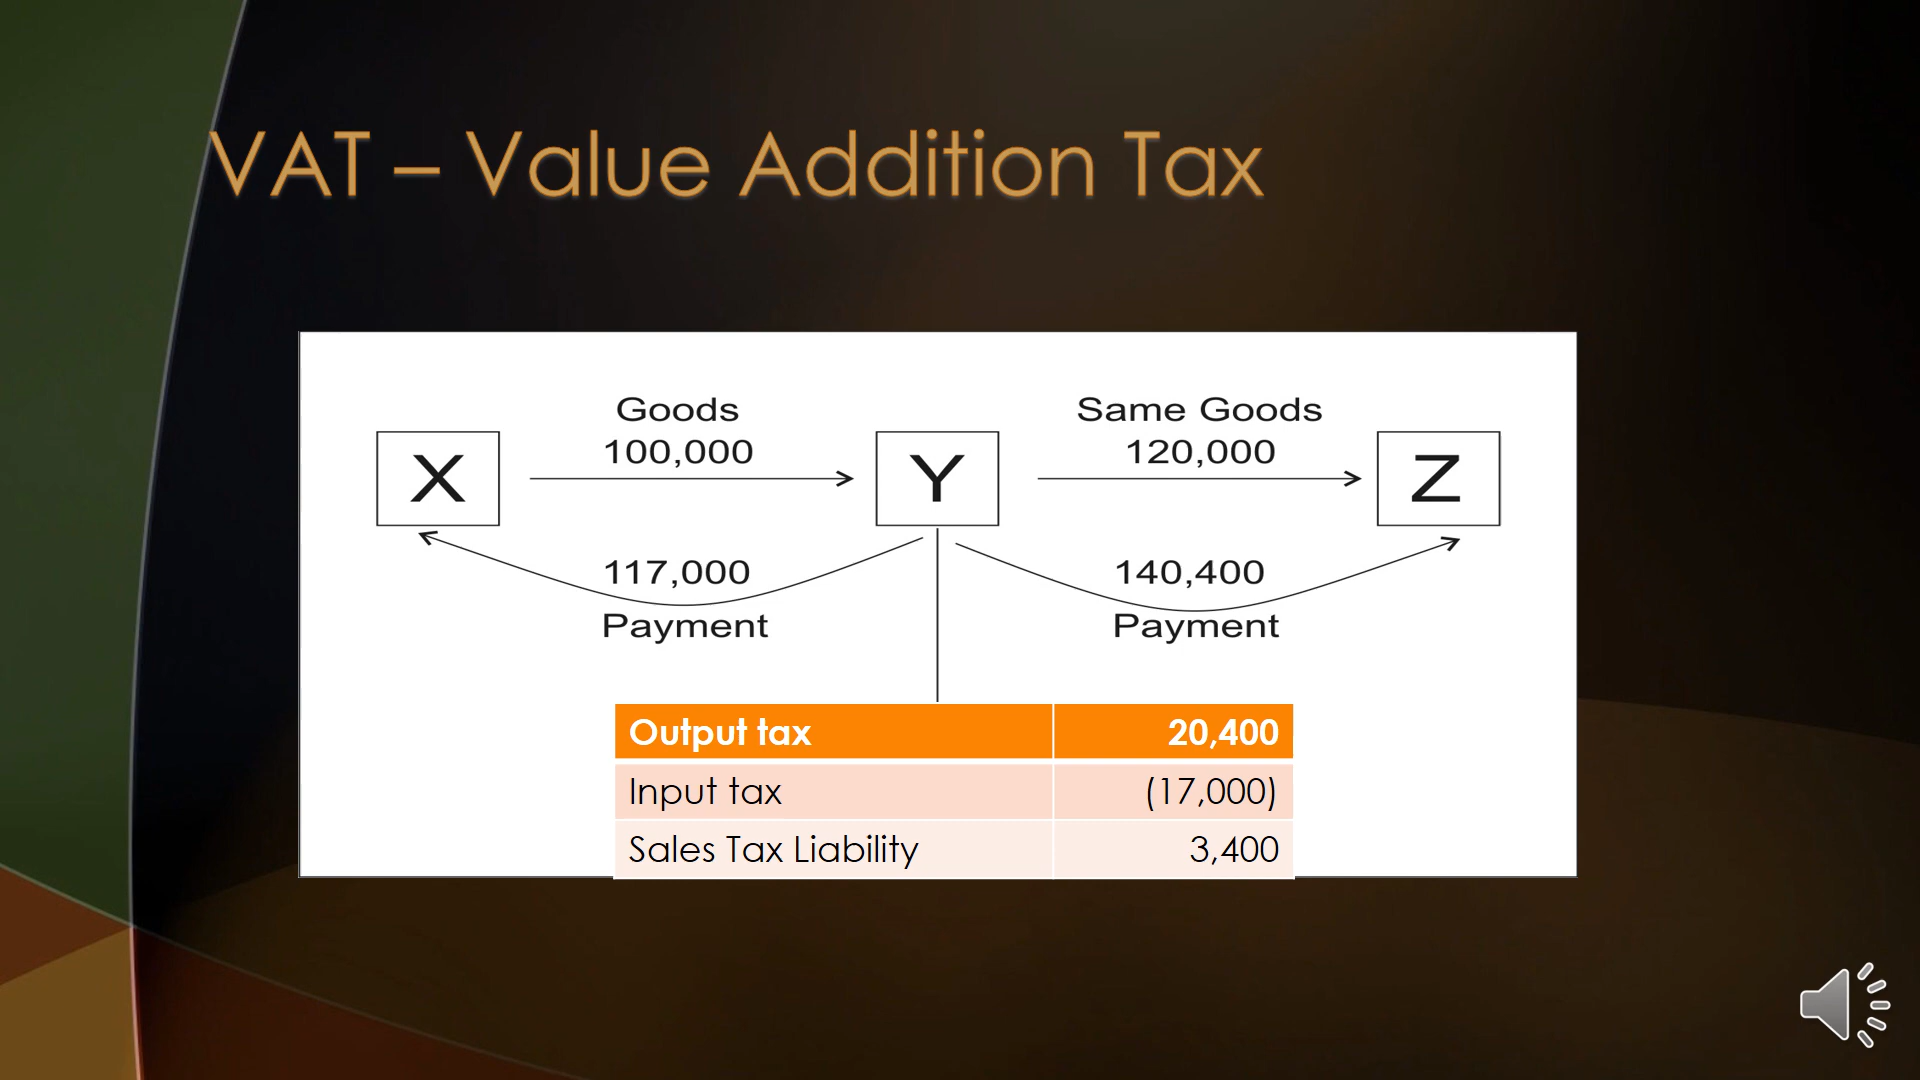 VAT – Value Addition Tax
Goods
100,000
Same Goods
120,000
X
Y
Z
117,000
Payment
140,400
Payment
Output tax 20,400
Input tax (17,000)
Sales Tax Liability 3,400